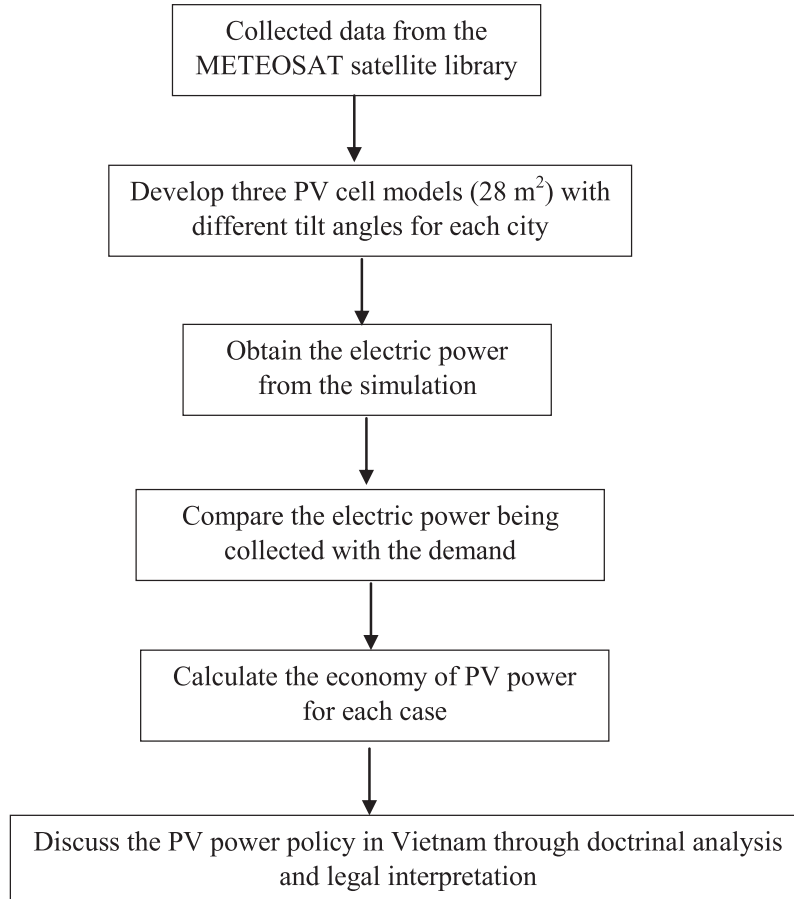 Collected data from the
METEOSAT satellite library
Develop three PV cell models (28 m²) with
different tilt angles for each city
Obtain the electric power
from the simulation
Compare the electric power being
collected with the demand
Calculate the economy of PV power
for each case
Discuss the PV power policy in Vietnam through doctrinal analysis
and legal interpretation